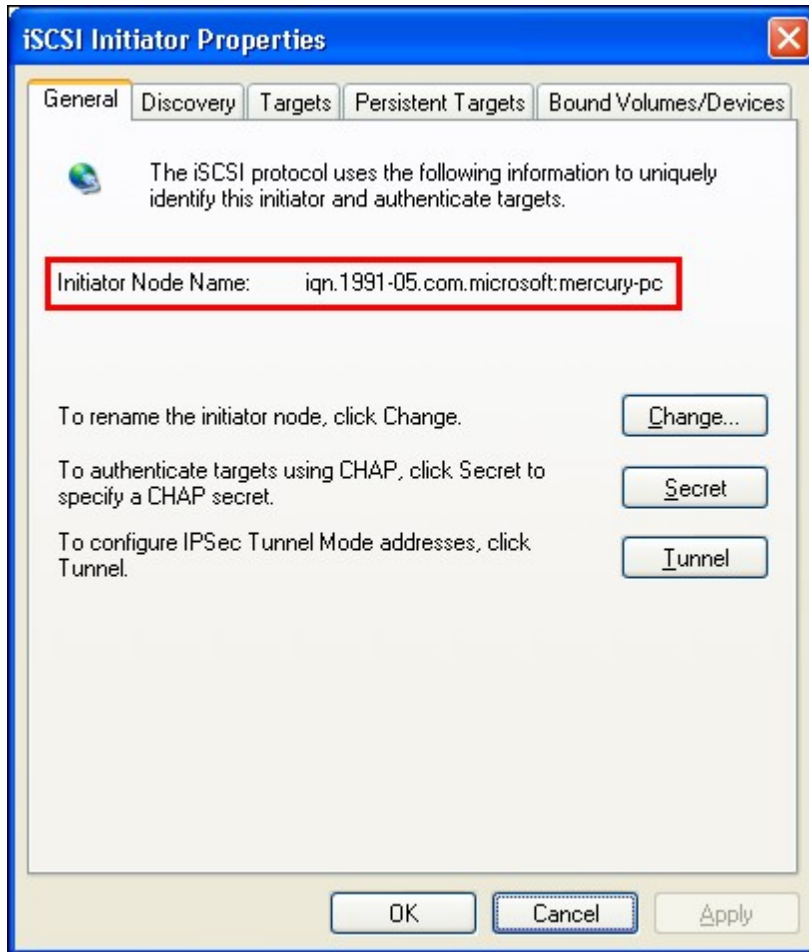 iSCSI Initiator Properties
General Discovery Targets Persistent Targets Bound Volumes/Devices
The iSCSI protocol uses the following information to uniquely
identify this initiator and authenticate targets.
Initiator Node Name: iqn.1991-05.com.microsoft:mercury-pc
To rename the initiator node, click Change.
Change...
To authenticate targets using CHAP, click Secret to
specify a CHAP secret.
Secret
To configure IPSec Tunnel Mode addresses, click
Tunnel.
Tunnel
OK Cancel Apply